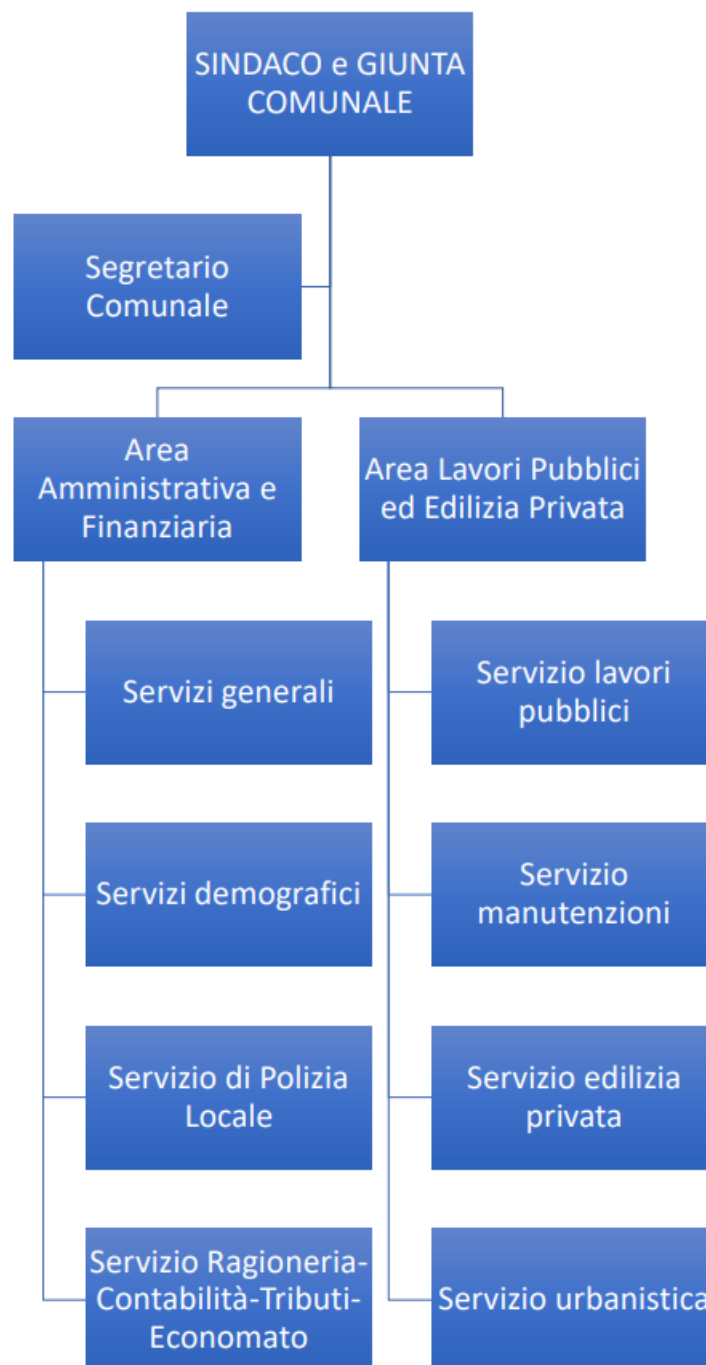 SINDACO e GIUNTA
COMUNALE
Segretario
Comunale
Area
Amministrativa e
Finanziaria
Area Lavori Pubblici
ed Edilizia Privata
Servizi generali
Servizio lavori
pubblici
Servizi demografici
Servizio
manutenzioni
Servizio di Polizia
Locale
Servizio edilizia
privata
Servizio Ragioneria-
Contabilità-Tributi-
Economato
Servizio urbanistica